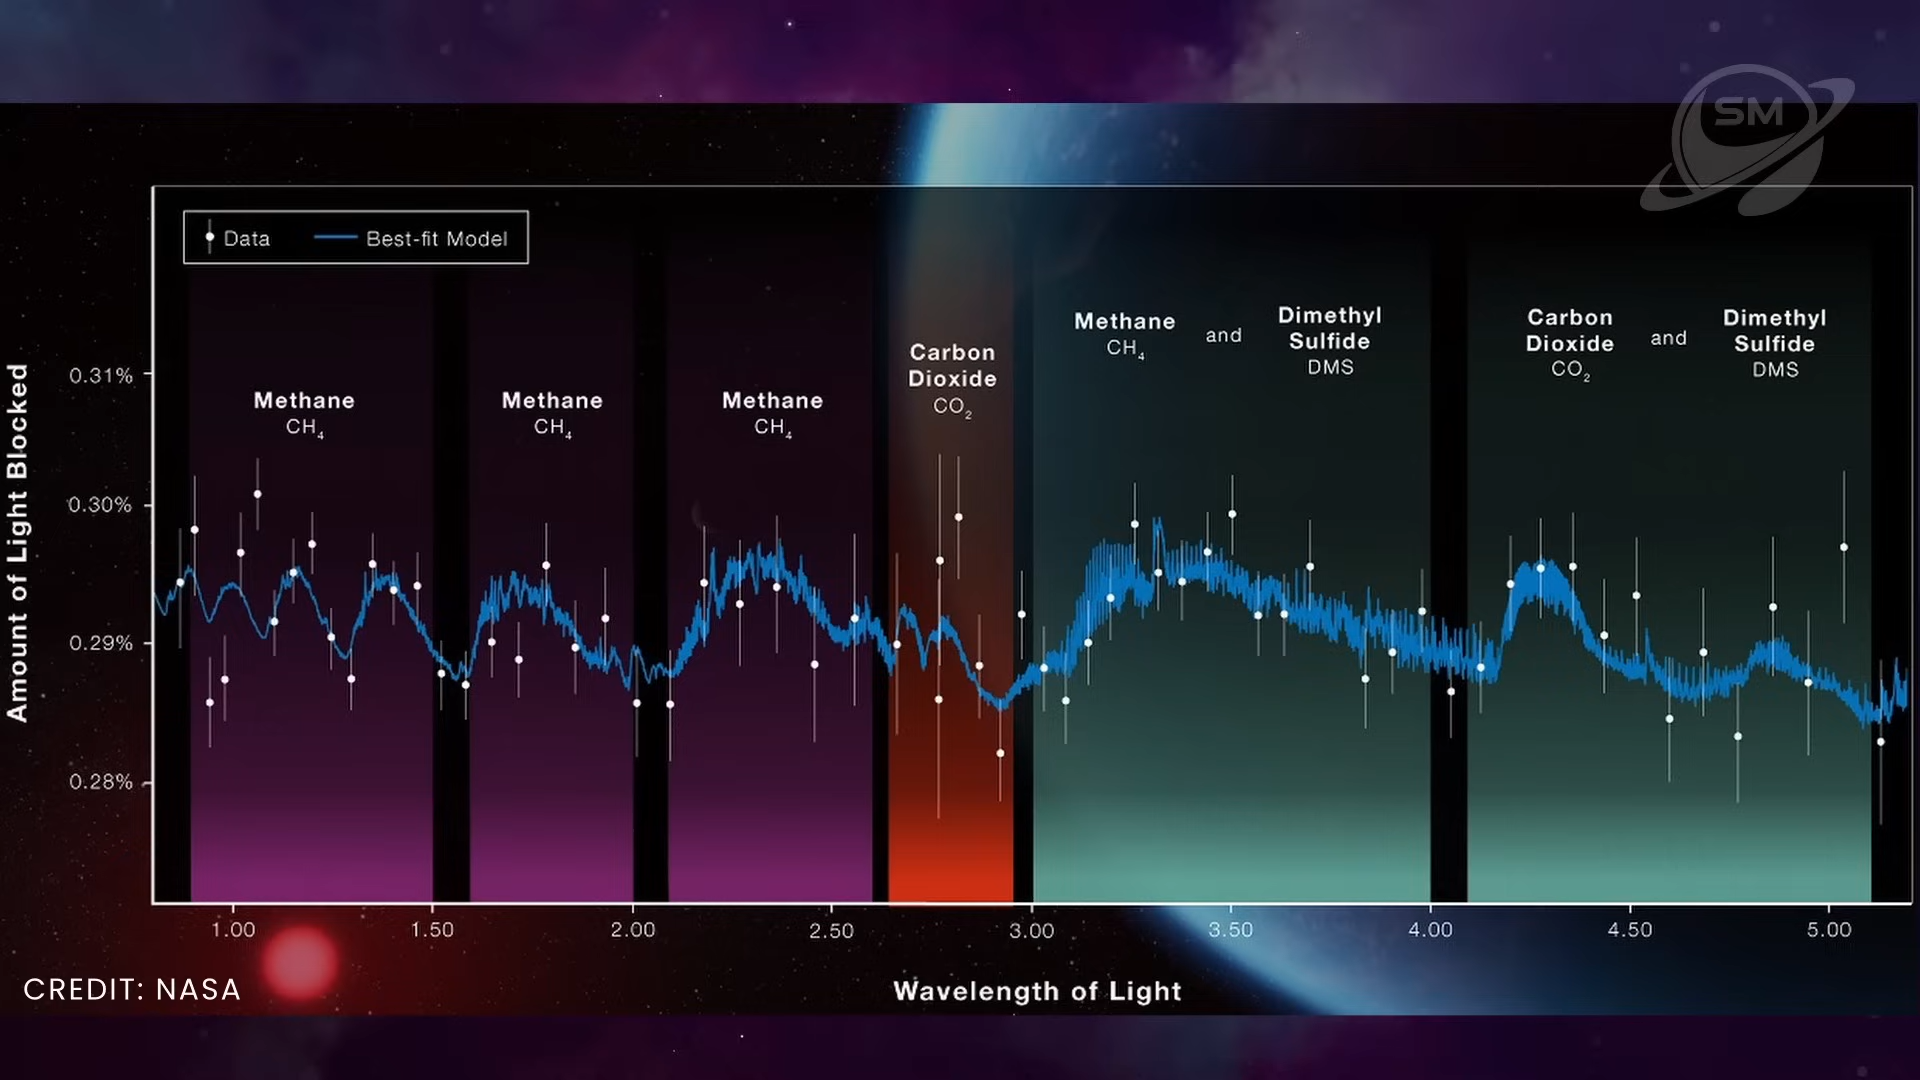 SM
Data
Best-fit Model
Methane
CH₄
Methane
CH₄
Methane
CH₄
Carbon
Dioxide
CO₂
Methane
CH₄
and
Dimethyl
Sulfide
DMS
Carbon
Dioxide
CO₂
and
Dimethyl
Sulfide
DMS
Amount of Light Blocked
0.31%
0.30%
0.29%
0.28%
1.00 1.50 2.00 2.50 3.00 3.50 4.00 4.50 5.00
Wavelength of Light
CREDIT: NASA